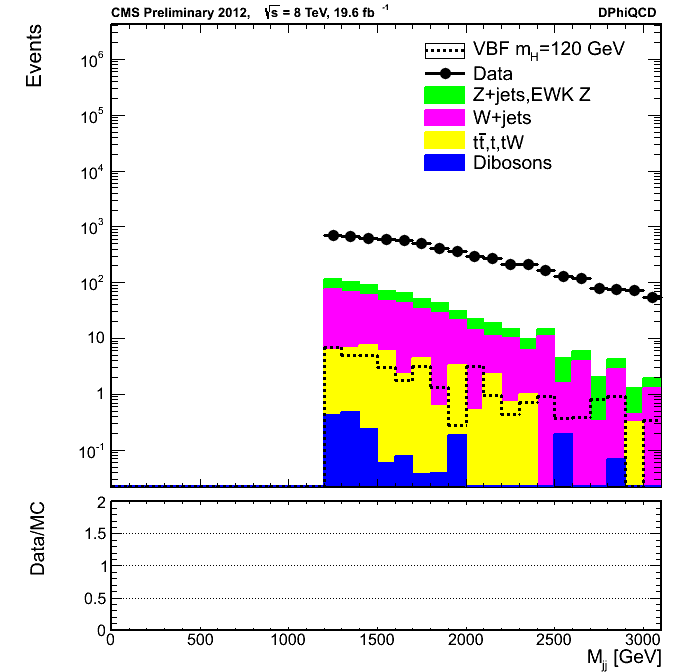 CMS Preliminary 2012, √s = 8 TeV, 19.6 fb⁻¹ DPhiQCD
Events
10⁶
10⁵
10⁴
10³
10²
10
1
10⁻¹
VBF m_H=120 GeV
Data
Z+jets,EWK Z
W+jets
tt̅,t,tW
Dibosons
Data/MC
2
1.5
1
0.5
0
0 500 1000 1500 2000 2500 3000
M_jj [GeV]